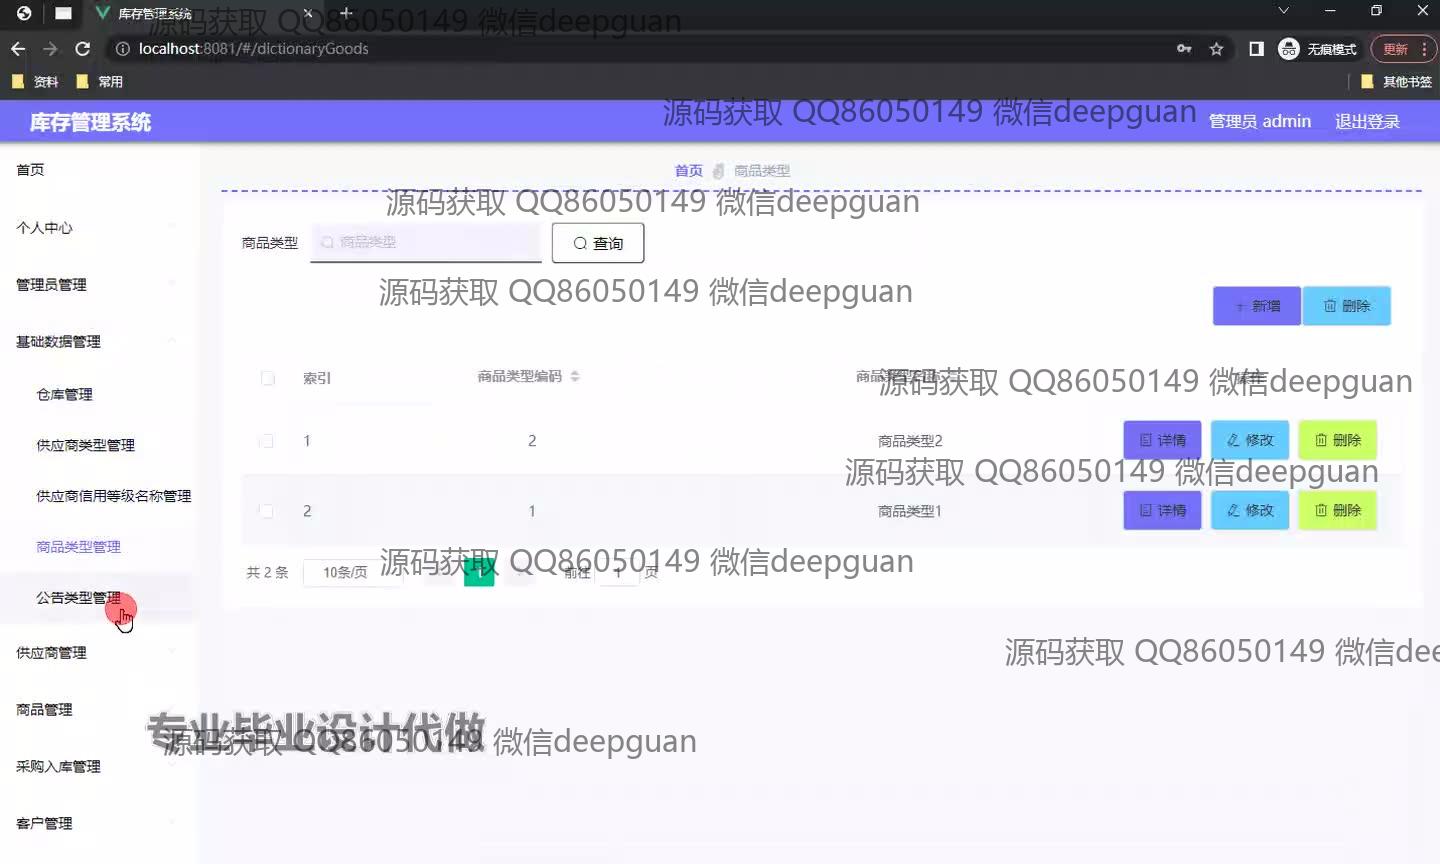 库存管理系统
源码获取 QQ86050149 微信deepguan
localhost:8081/#/dictionaryGoods
无痕模式
更新
资料
常用
其他书签
库存管理系统
源码获取 QQ86050149 微信deepguan
管理员 admin
退出登录
首页
首页
商品类型
源码获取 QQ86050149 微信deepguan
个人中心
商品类型
商品类型
查询
管理员管理
源码获取 QQ86050149 微信deepguan
+ 新增
删除
基础数据管理
索引
商品类型编码
源码获取 QQ86050149 微信deepguan
仓库管理
1
2
商品类型2
详情
修改
删除
供应商类型管理
源码获取 QQ86050149 微信deepguan
供应商信用等级名称管理
2
1
商品类型1
详情
修改
删除
商品类型管理
源码获取 QQ86050149 微信deepguan
共 2 条
10条/页
1
前往
1
页
公告类型管理
供应商管理
源码获取 QQ86050149 微信dee
商品管理
专业毕业设计代做
源码获取 QQ86050149 微信deepguan
采购入库管理
客户管理